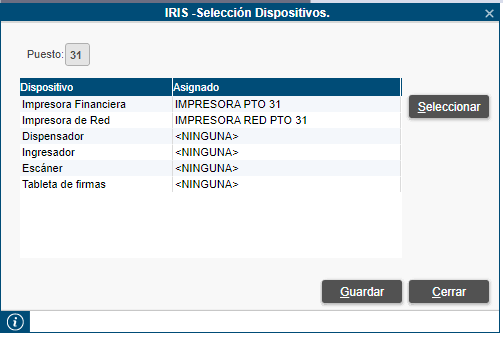 IRIS -Selección Dispositivos.
Puesto: 31
Dispositivo Asignado
Impresora Financiera IMPRESORA PTO 31
Impresora de Red IMPRESORA RED PTO 31
Dispensador <NINGUNA>
Ingresador <NINGUNA>
Escáner <NINGUNA>
Tableta de firmas <NINGUNA>
Seleccionar
Guardar Cerrar